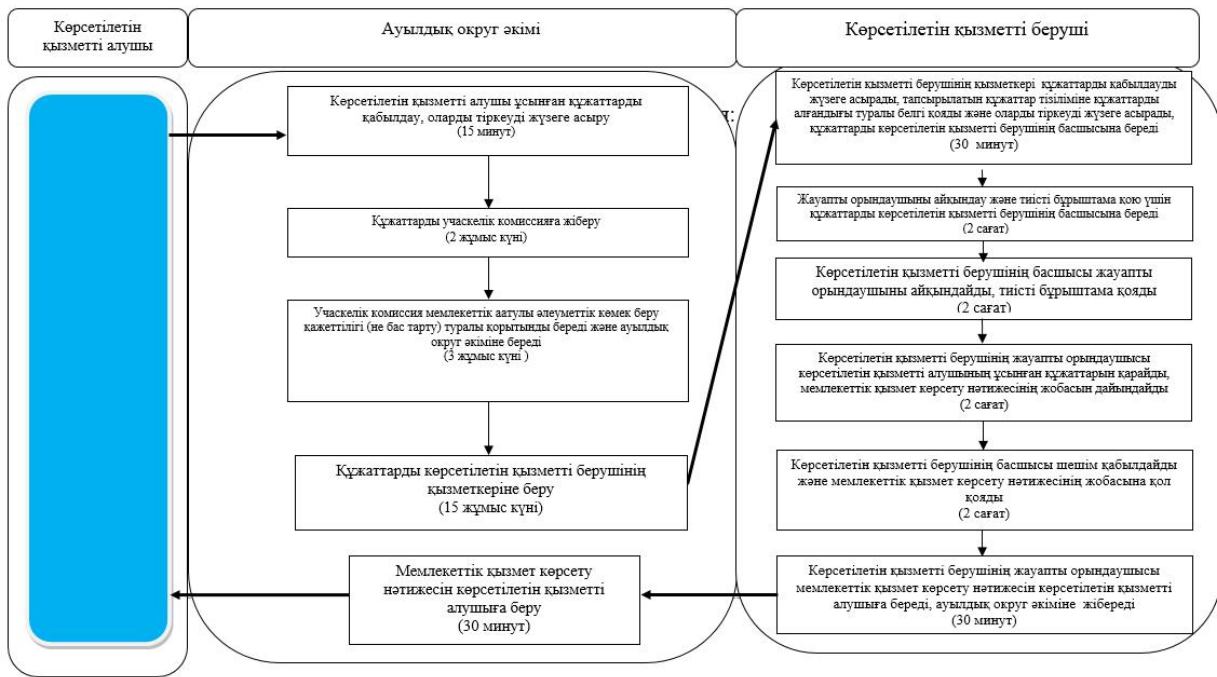 Көрсетілетін
қызметті алушы
Ауылдық округ әкімі
Көрсетілетін қызметті беруші
Көрсетілетін қызметті алушы ұсынған құжаттарды
қабылдау, оларды тіркеуді жүзеге асыру
(15 минут)
Құжаттарды учаскелік комиссияға жіберу
(2 жұмыс күні)
Учаскелік комиссия мемлекеттік аатулы әлеуметтік көмек беру
қажеттілігі (не бас тарту) туралы қорытынды береді және ауылдық
округ әкіміне береді
(3 жұмыс күні )
Құжаттарды көрсетілетін қызметті берушінің
қызметкеріне беру
(15 жұмыс күні)
Мемлекеттік қызмет көрсету
нәтижесін көрсетілетін қызметті
алушыға беру
(30 минут)
Көрсетілетін қызметті берушінің қызметкері құжаттарды қабылдауды
жүзеге асырады, тапсырылатын құжаттар тізіліміне құжаттарды
алғандығы туралы белгі қояды және оларды тіркеуді жүзеге асырады,
құжаттарды көрсетілетін қызметті берушінің басшысына береді
(30 минут)
Жауапты орындаушыны айқындау және тиісті бұрыштама қою үшін
құжаттарды көрсетілетін қызметті берушінің басшысына береді
(2 сағат)
Көрсетілетін қызметті берушінің басшысы жауапты
орындаушыны айқындайды, тиісті бұрыштама қояды
(2 сағат)
Көрсетілетін қызметті берушінің жауапты орындаушысы
көрсетілетін қызметті алушының ұсынған құжаттарын қарайды,
мемлекеттік қызмет көрсету нәтижесінің жобасын дайындайды
(2 сағат)
Көрсетілетін қызметті берушінің басшысы шешім қабылдайды
және мемлекеттік қызмет көрсету нәтижесінің жобасына қол
қояды
(2 сағат)
Көрсетілетін қызметті берушінің жауапты орындаушысы
мемлекеттік қызмет көрсету нәтижесін көрсетілетін қызметті
алушыға береді, ауылдық округ әкіміне жібереді
(30 минут)